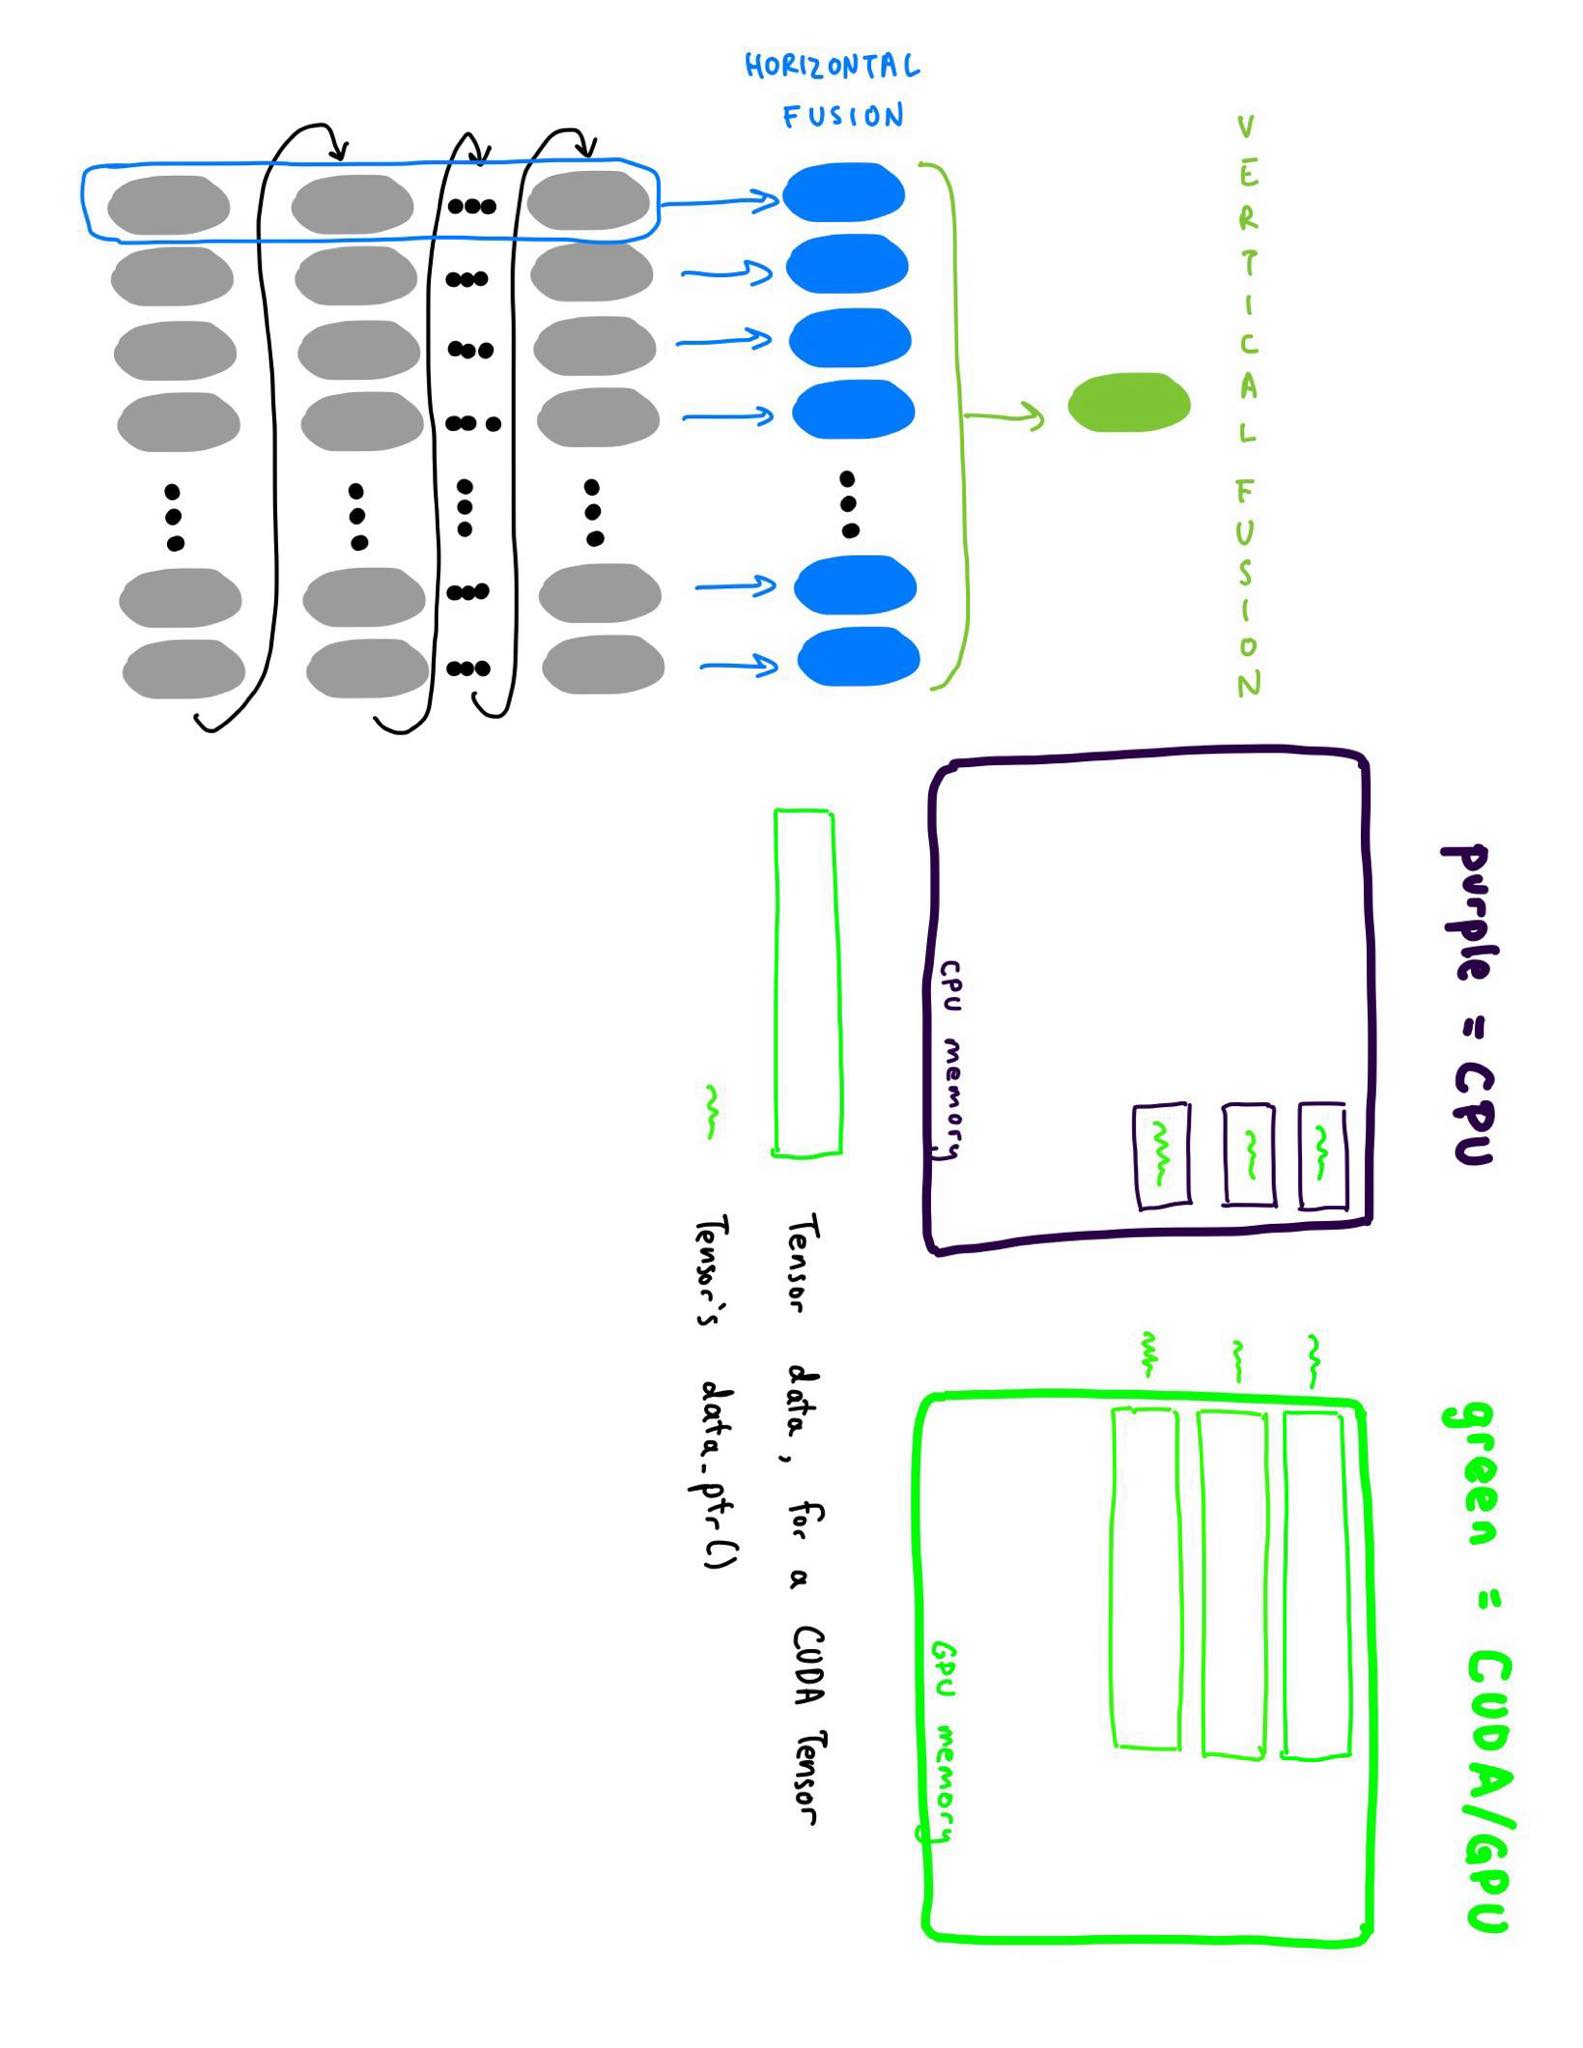 HORIZONTAL
FUSION
VERTICAL FUSION
purple = CPU
green = CUDA/GPU
CPU memory
GPU memory
Tensor data, for a CUDA Tensor
Tensor's data_ptr()